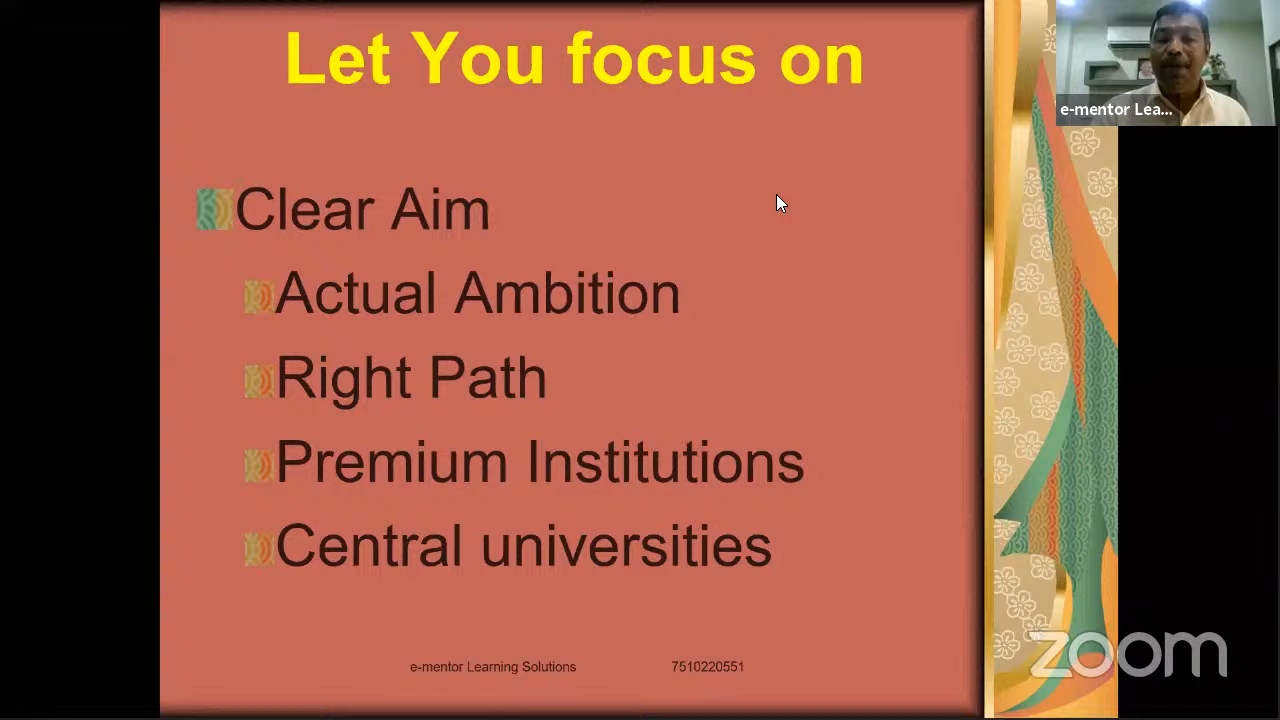 Let You focus on
e-mentor Lea...
Clear Aim
Actual Ambition
Right Path
Premium Institutions
Central universities
e-mentor Learning Solutions 7510220551
zoom